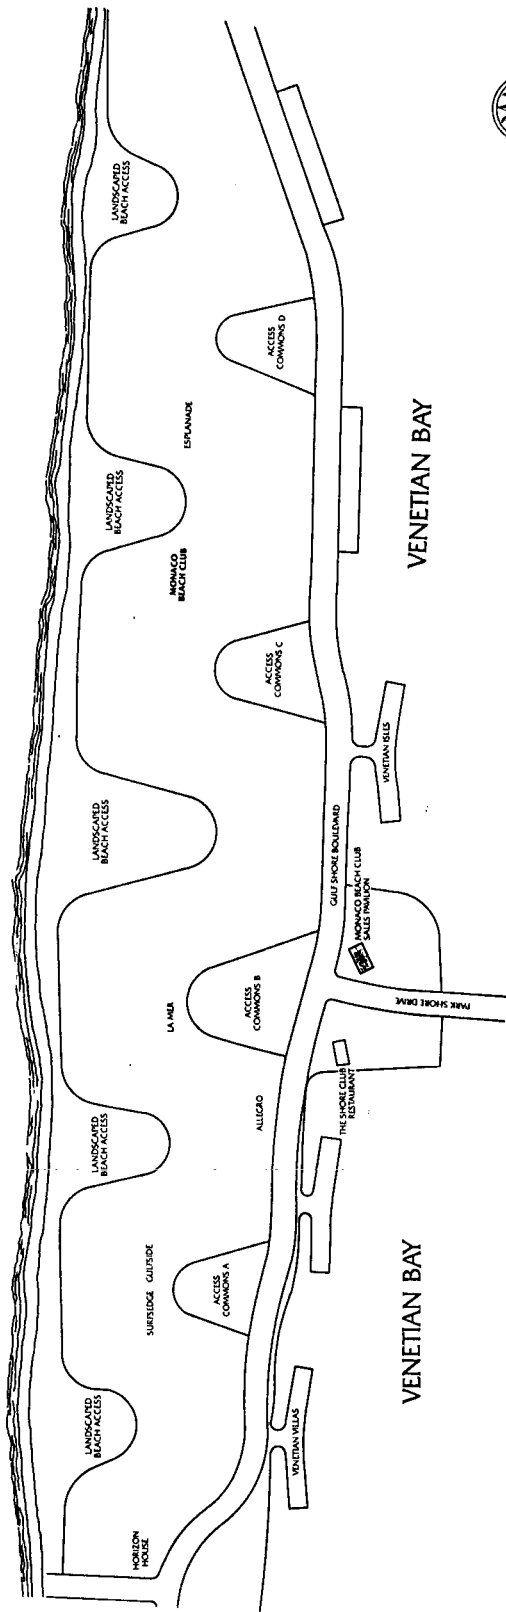 LANDSCAPED
BEACH ACCESS
ACCESS
COMMONS D
ESPLANADE
LANDSCAPED
BEACH ACCESS
MONACO
BEACH CLUB
VENETIAN BAY
ACCESS
COMMONS C
VENETIAN ISLES
LANDSCAPED
BEACH ACCESS
GULF SHORE BOULEVARD
MONACO BEACH CLUB
SALES PAVILION
ACCESS
COMMONS B
LA MER
PARK SHORE DRIVE
THE SHORE CLUB
RESTAURANT
ALLEGRO
LANDSCAPED
BEACH ACCESS
VENETIAN BAY
ACCESS
COMMONS A
SURFSEDGE
GULFSIDE
LANDSCAPED
BEACH ACCESS
VENETIAN VILLAS
HORIZON
HOUSE